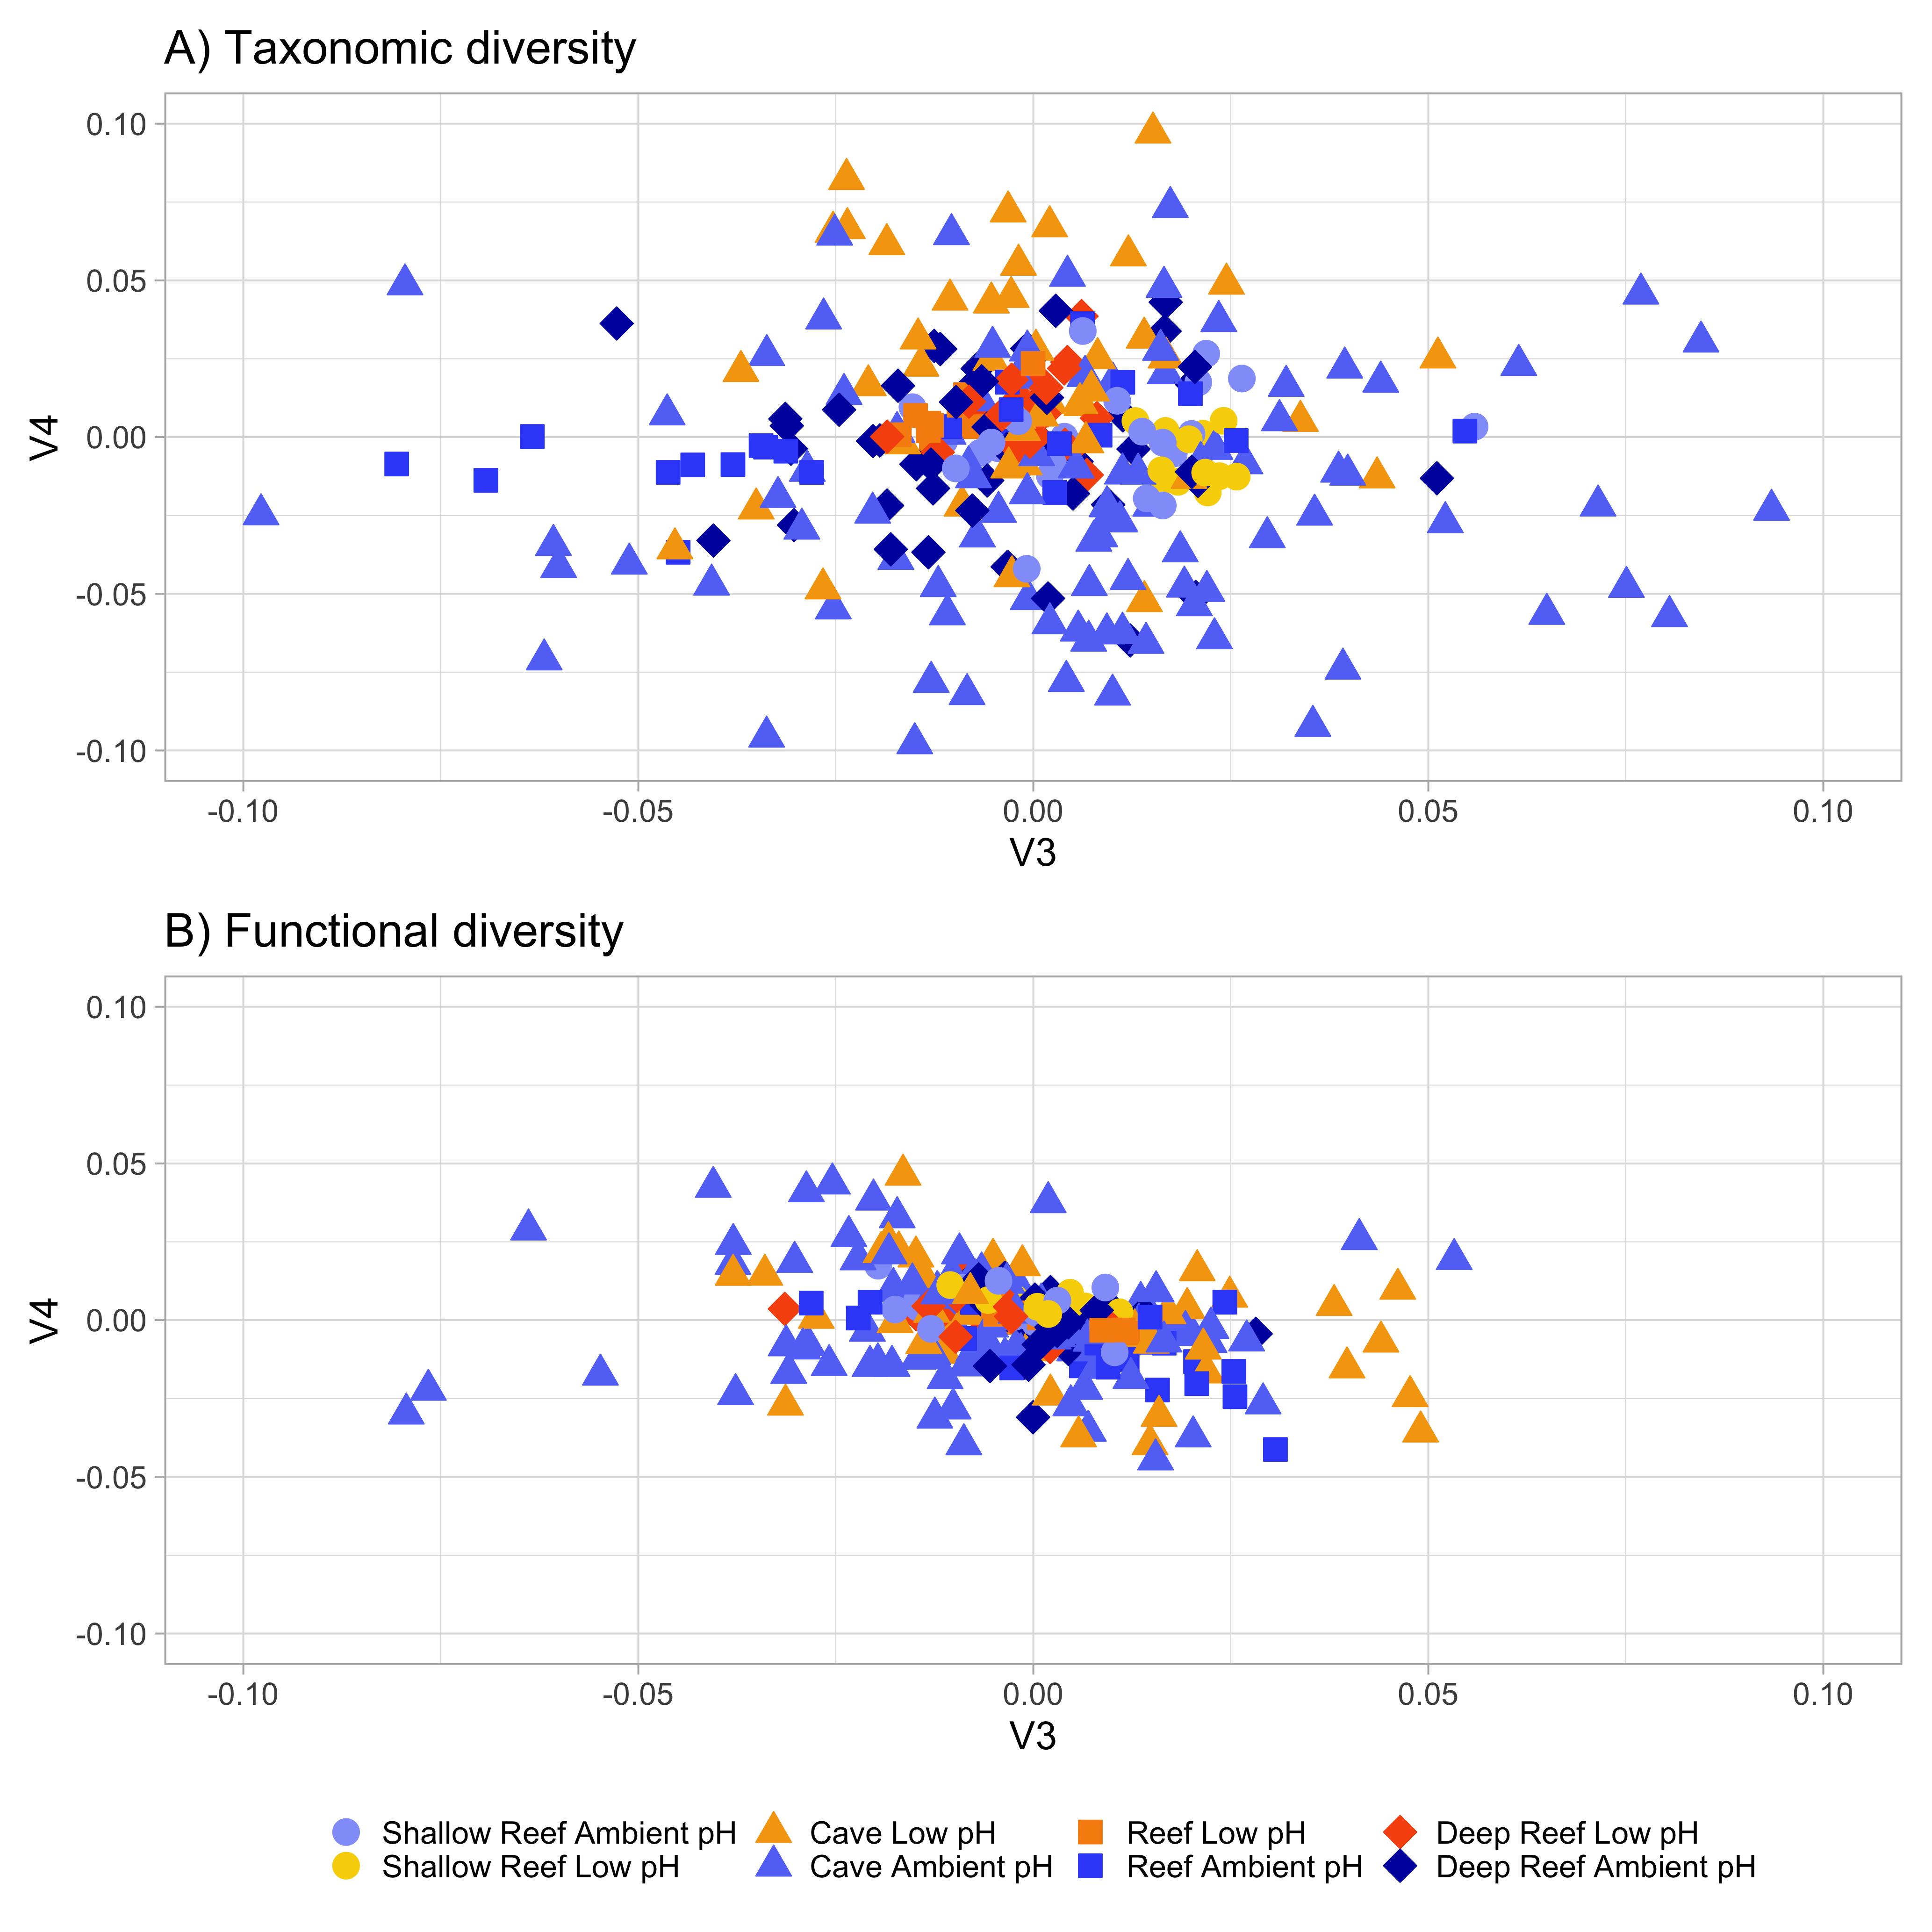 A) Taxonomic diversity
0.10
0.05
0.00
-0.05
-0.10
V4
-0.10 -0.05 0.00 0.05 0.10
V3
B) Functional diversity
0.10
0.05
0.00
-0.05
-0.10
V4
-0.10 -0.05 0.00 0.05 0.10
V3
Shallow Reef Ambient pH Cave Low pH Reef Low pH Deep Reef Low pH
Shallow Reef Low pH Cave Ambient pH Reef Ambient pH Deep Reef Ambient pH